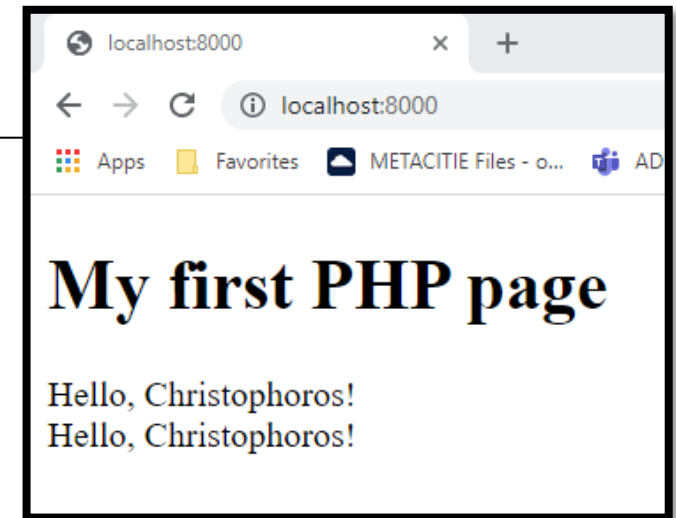 localhost:8000
localhost:8000
Apps Favorites METACITIE Files - o... AD
My first PHP page
Hello, Christophoros!
Hello, Christophoros!